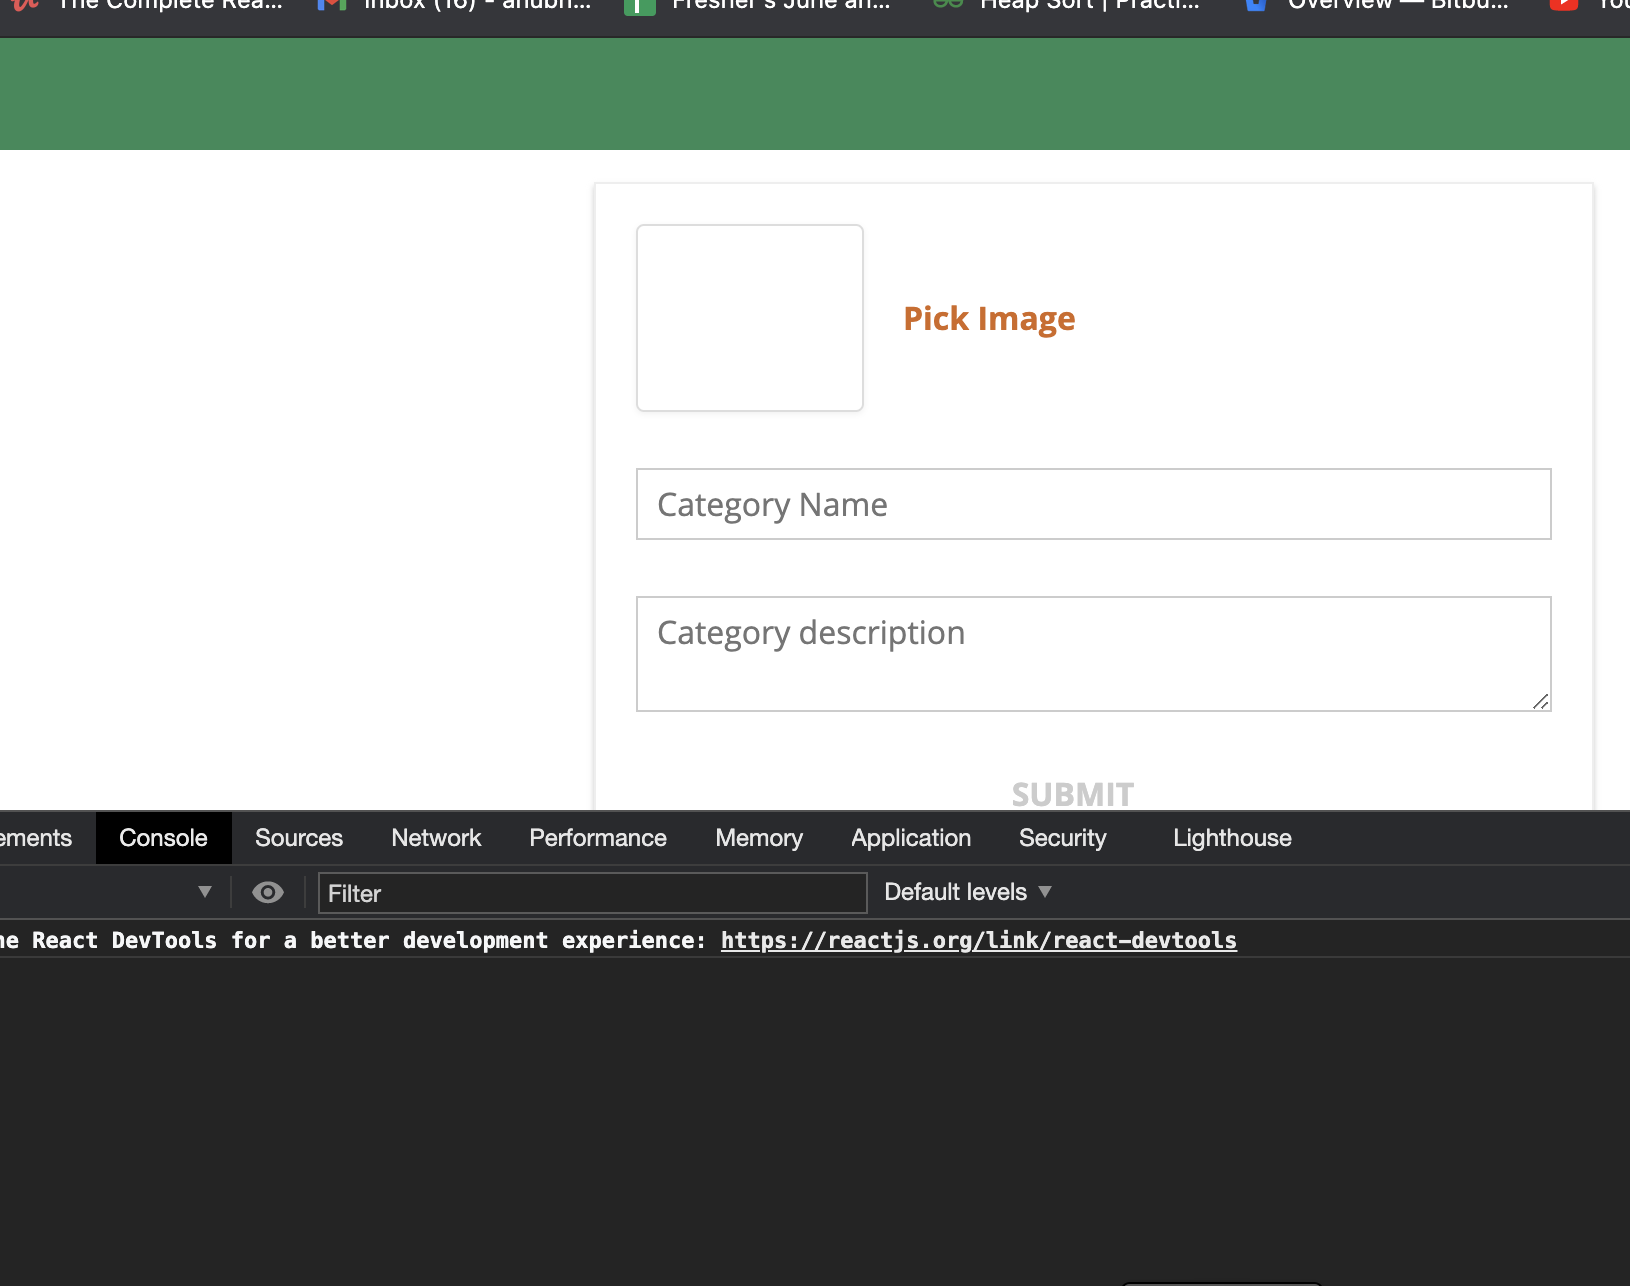 The Complete Rea... Inbox (16) - anubh... Fresher's June an... Heap Sort | Practi... Overview — Bitbu... You
Pick Image
Category Name
Category description
SUBMIT
ements Console Sources Network Performance Memory Application Security Lighthouse
Filter Default levels
he React DevTools for a better development experience: https://reactjs.org/link/react-devtools